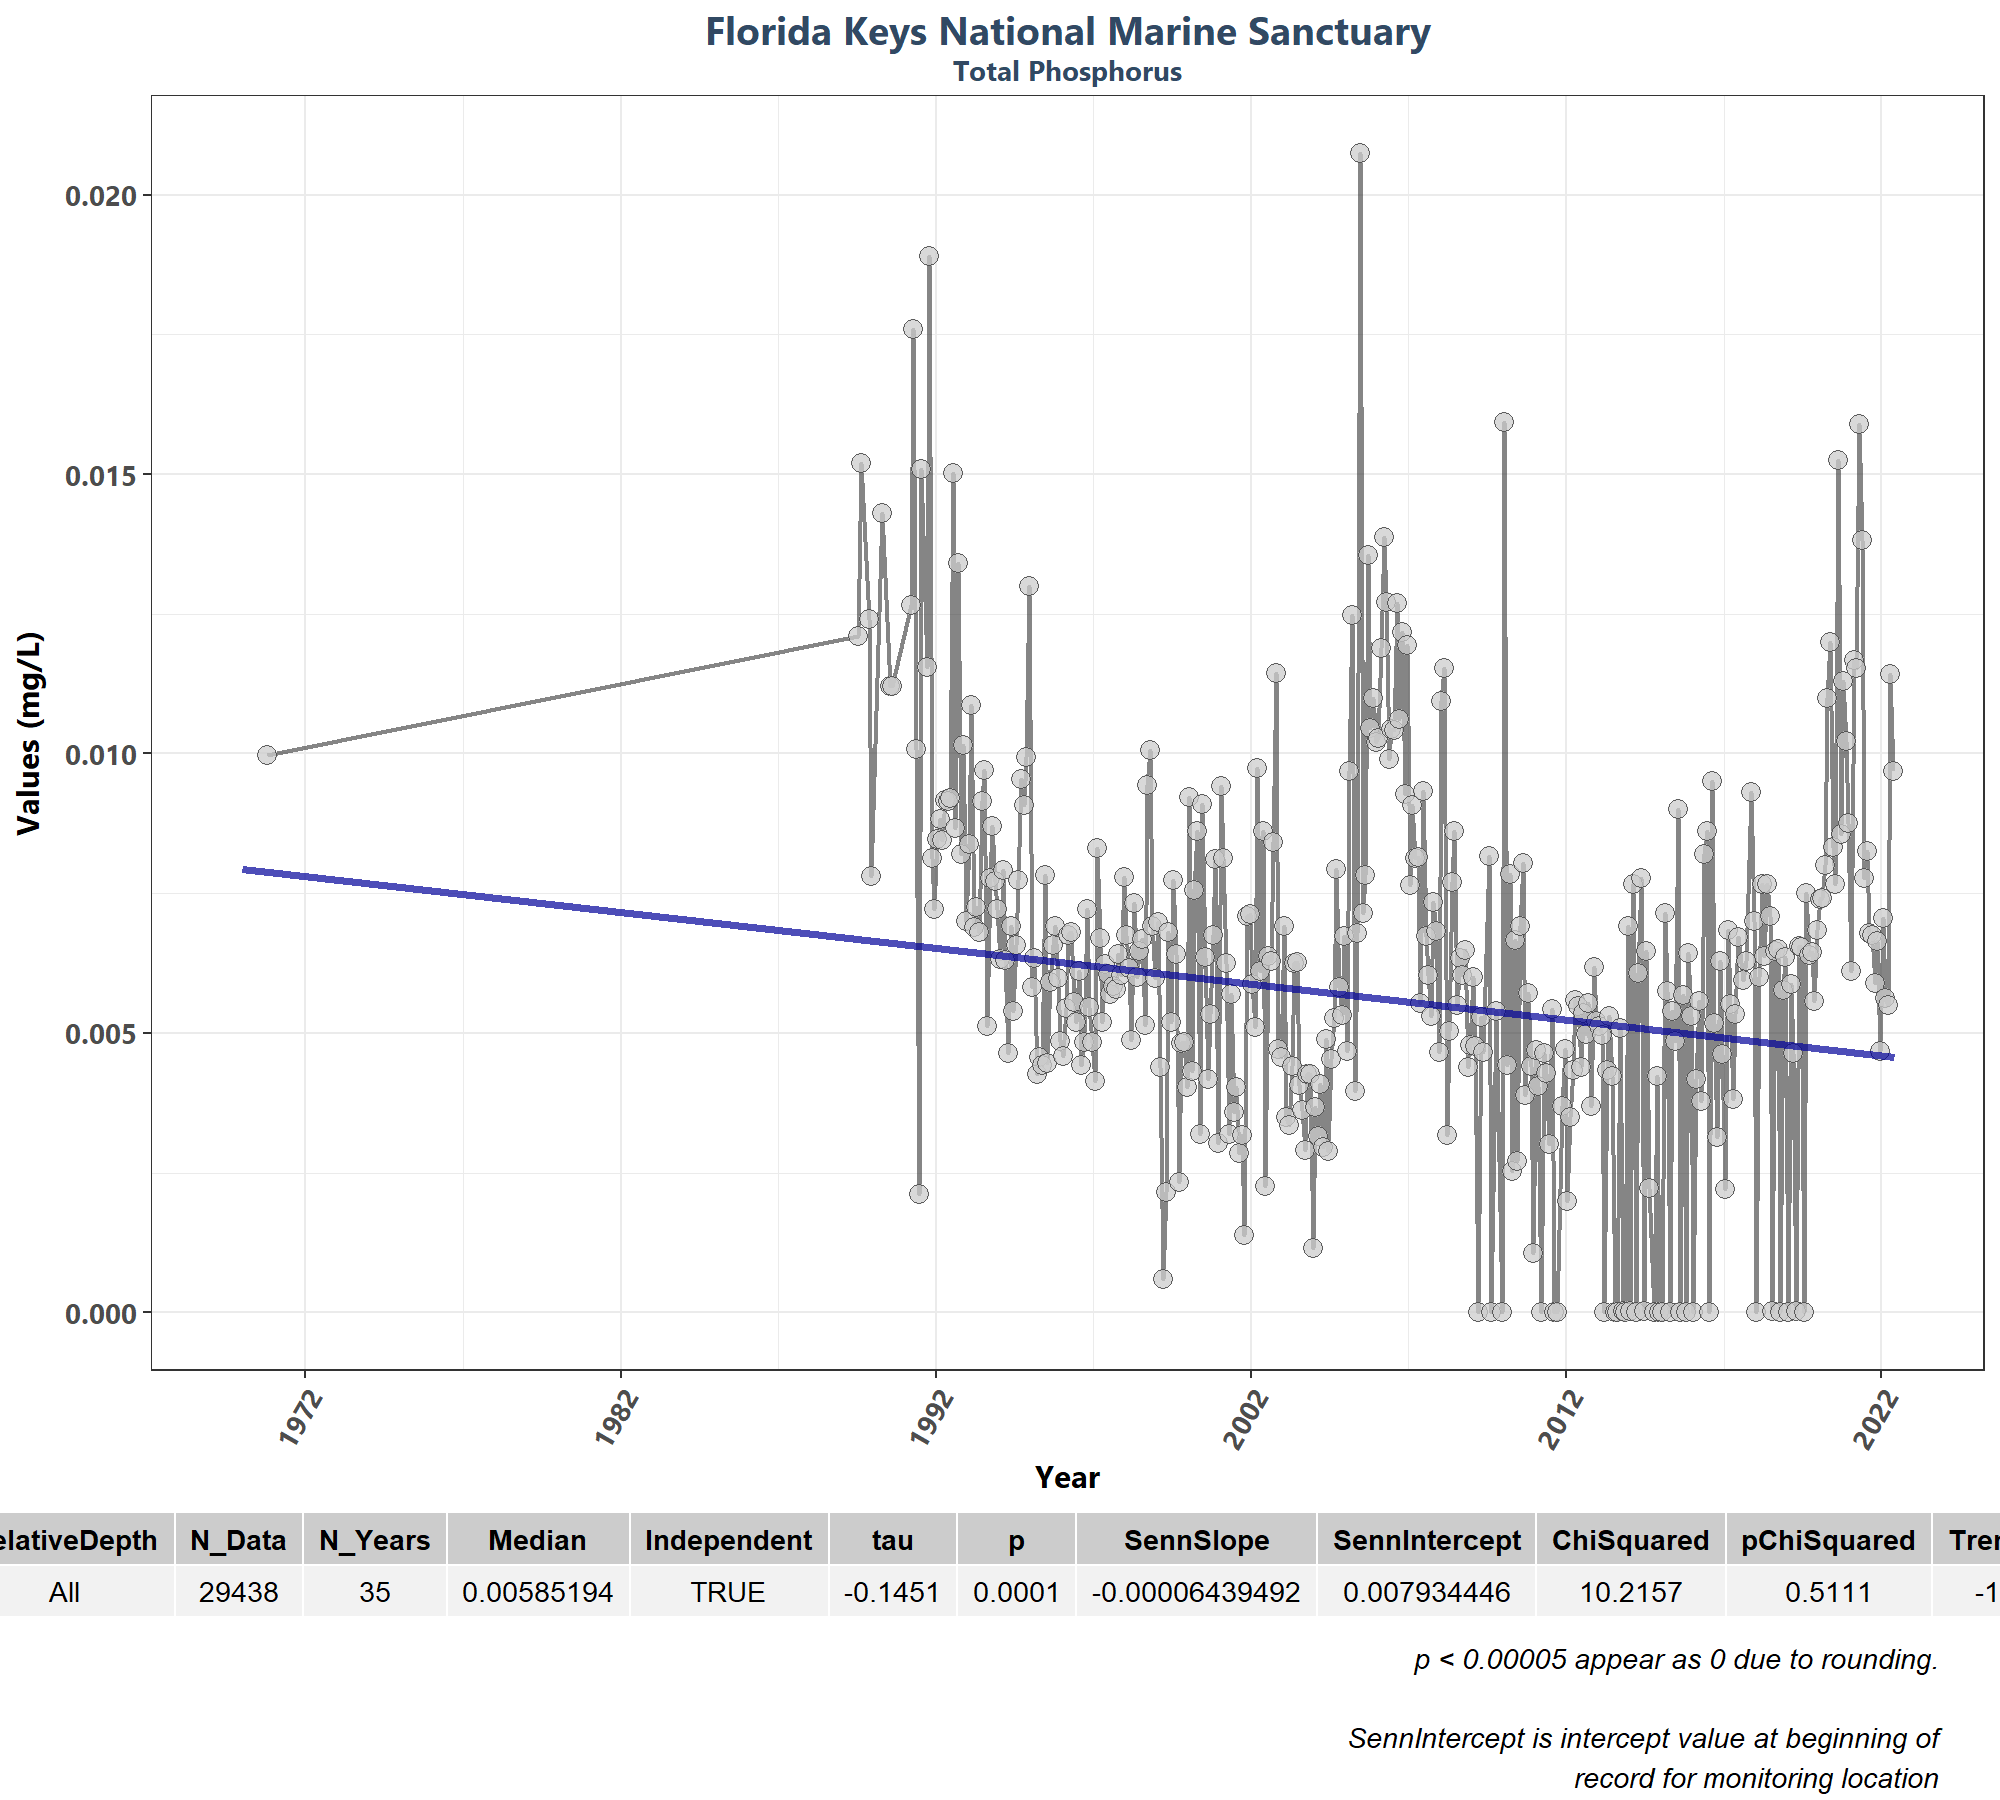 Florida Keys National Marine Sanctuary
Total Phosphorus
Values (mg/L)
0.020
0.015
0.010
0.005
0.000
1972 1982 1992 2002 2012 2022
Year
elativeDepth N_Data N_Years Median Independent tau p SennSlope SennIntercept ChiSquared pChiSquared Tren
All 29438 35 0.00585194 TRUE -0.1451 0.0001 -0.00006439492 0.007934446 10.2157 0.5111 -1
p < 0.00005 appear as 0 due to rounding.
SennIntercept is intercept value at beginning of
record for monitoring location